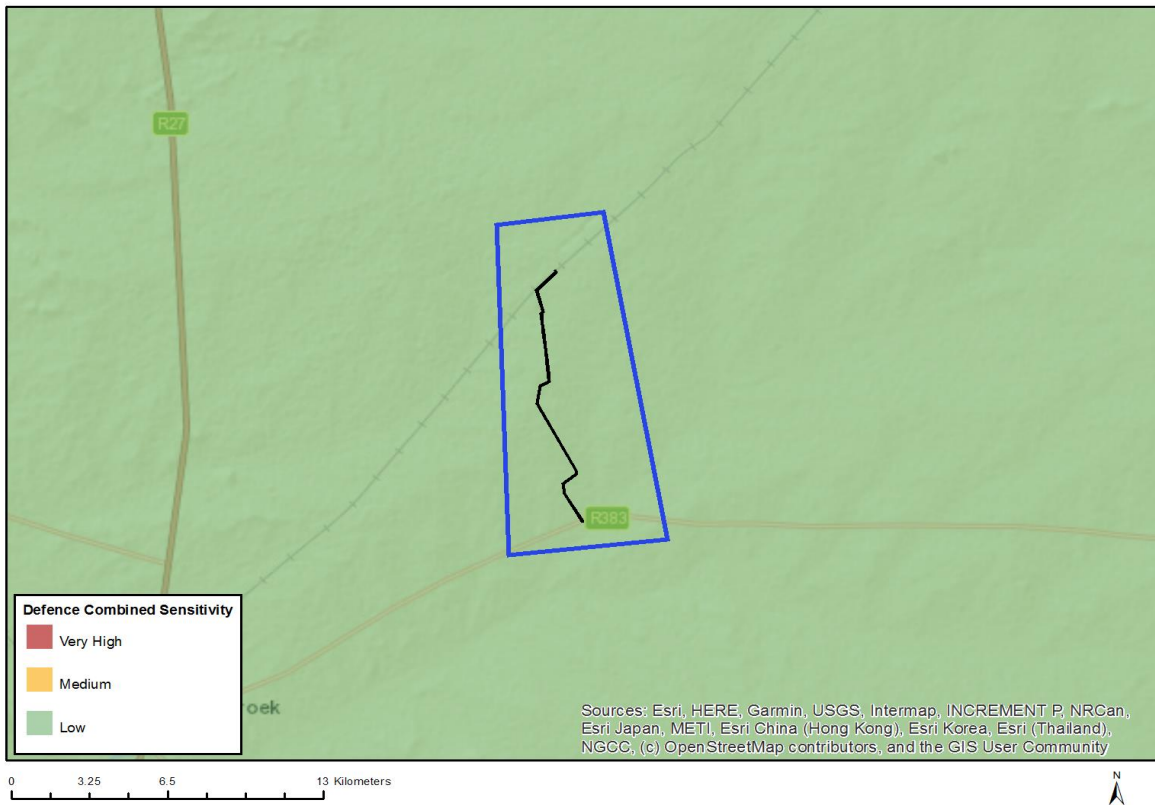 R27
R383
Defence Combined Sensitivity
Very High
Medium
Low
oek
Sources: Esri, HERE, Garmin, USGS, Intermap, INCREMENT P, NRCan,
Esri Japan, METI, Esri China (Hong Kong), Esri Korea, Esri (Thailand),
NGCC, (c) OpenStreetMap contributors, and the GIS User Community
0 3.25 6.5 13 Kilometers
N